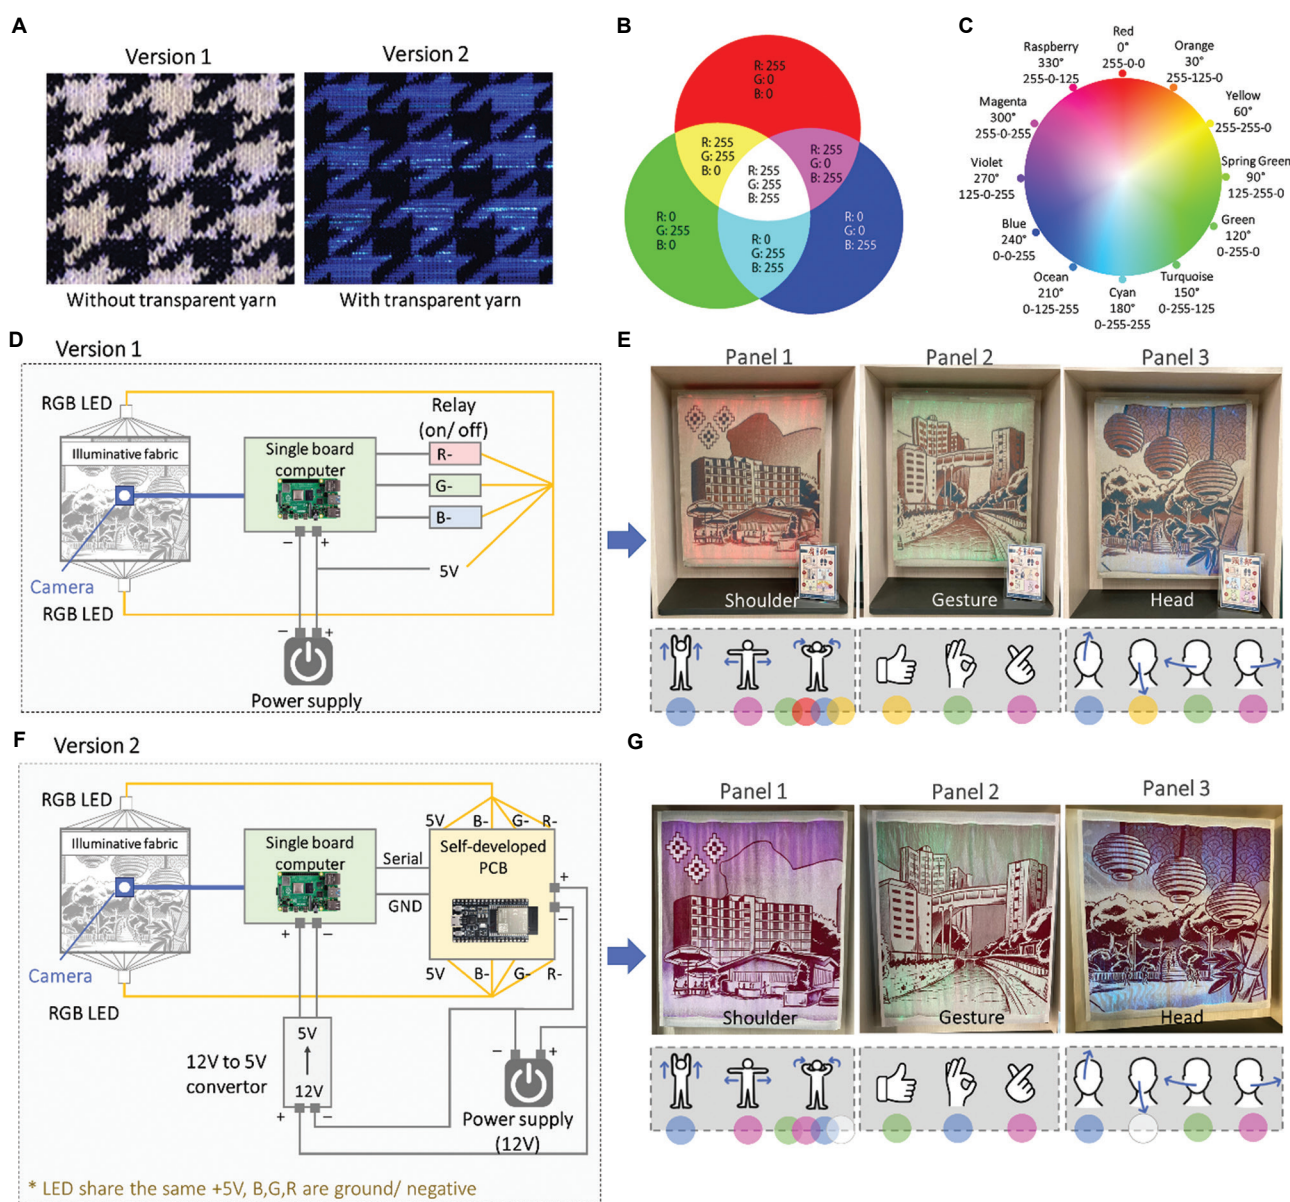 A
Version 1
Version 2
Without transparent yarn
With transparent yarn
B
R: 255
G: 0
B: 0
R: 255
G: 255
B: 0
R: 255
G: 0
B: 255
R: 255
G: 255
B: 255
R: 0
G: 255
B: 0
R: 0
G: 255
B: 255
R: 0
G: 0
B: 255
C
Red
0°
255-0-0
Orange
30°
255-125-0
Yellow
60°
255-255-0
Spring Green
90°
125-255-0
Green
120°
0-255-0
Turquoise
150°
0-255-125
Cyan
180°
0-255-255
Ocean
210°
0-125-255
Blue
240°
0-0-255
Violet
270°
125-0-255
Magenta
300°
255-0-255
Raspberry
330°
255-0-125
D
Version 1
RGB LED
Illuminative fabric
Camera
RGB LED
Single board
computer
Relay
(on/ off)
R-
G-
B-
− +
5V
− +
Power supply
E
Panel 1
Panel 2
Panel 3
Shoulder
Gesture
Head
F
Version 2
RGB LED
Illuminative fabric
Camera
RGB LED
Single board
computer
Serial
GND
5V B- G- R-
Self-developed
PCB
+
−
5V B- G- R-
+ −
5V
12V
12V to 5V
convertor
+ −
− +
Power supply
(12V)
* LED share the same +5V, B,G,R are ground/ negative
G
Panel 1
Panel 2
Panel 3
Shoulder
Gesture
Head